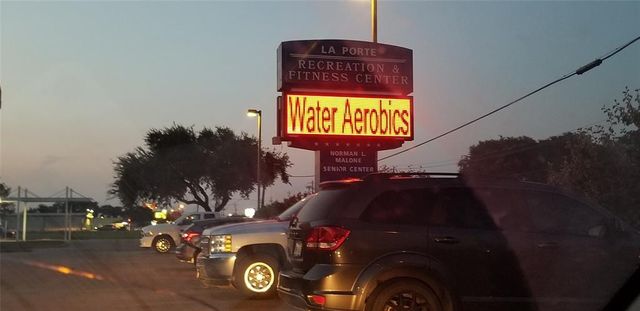 LA PORTE
RECREATION &
FITNESS CENTER
Water Aerobics
NORMAN L.
MALONE
SENIOR CENTER